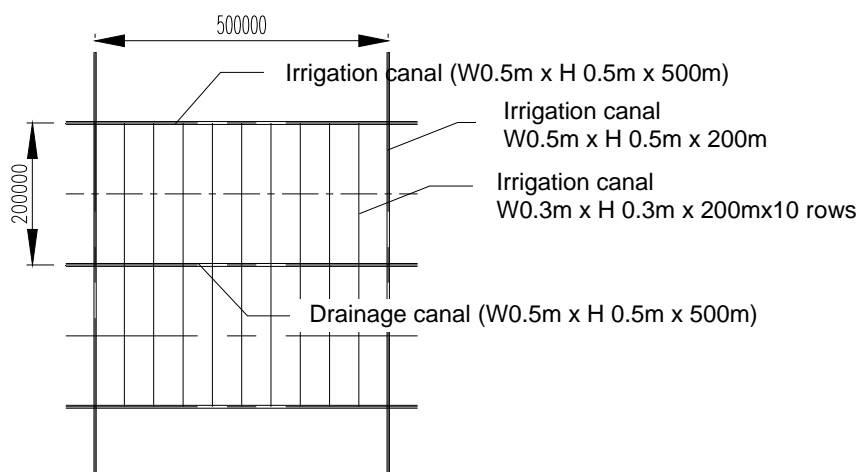 500000
Irrigation canal (W0.5m x H 0.5m x 500m)
Irrigation canal
W0.5m x H 0.5m x 200m
200000
Irrigation canal
W0.3m x H 0.3m x 200mx10 rows
Drainage canal (W0.5m x H 0.5m x 500m)